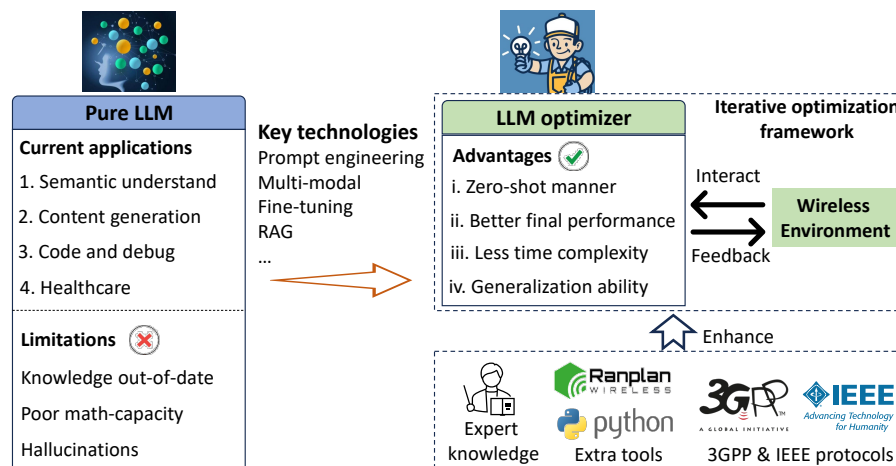 Pure LLM
Current applications
1. Semantic understand
2. Content generation
3. Code and debug
4. Healthcare
Limitations
Knowledge out-of-date
Poor math-capacity
Hallucinations
Key technologies
Prompt engineering
Multi-modal
Fine-tuning
RAG
...
LLM optimizer
Advantages
i. Zero-shot manner
ii. Better final performance
iii. Less time complexity
iv. Generalization ability
Iterative optimization
framework
Interact
Feedback
Wireless
Environment
Enhance
Expert
knowledge
Ranplan
WIRELESS
python
Extra tools
3GPP
TM
A GLOBAL INITIATIVE
IEEE
Advancing Technology
for Humanity
3GPP & IEEE protocols